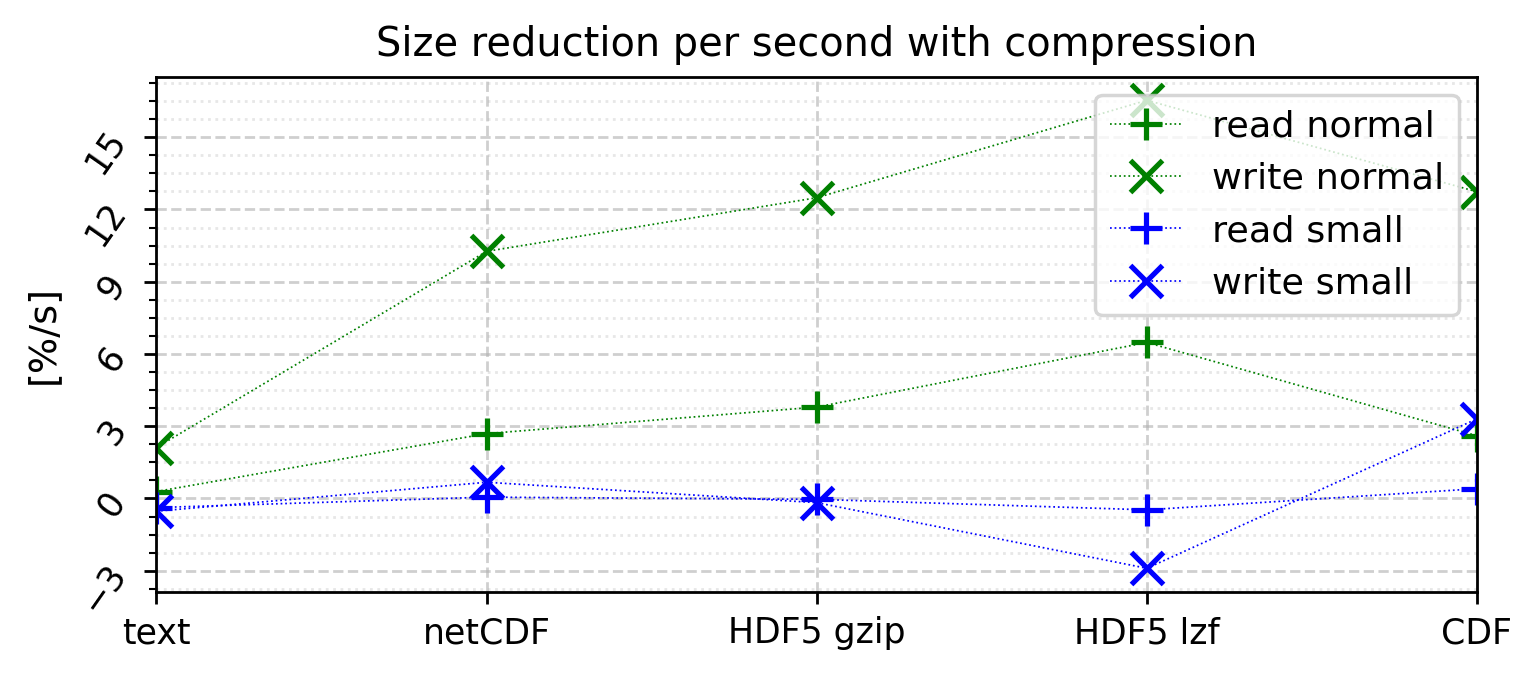 Size reduction per second with compression
[%/s]
15
12
9
6
3
0
−3
read normal
write normal
read small
write small
text
netCDF
HDF5 gzip
HDF5 lzf
CDF